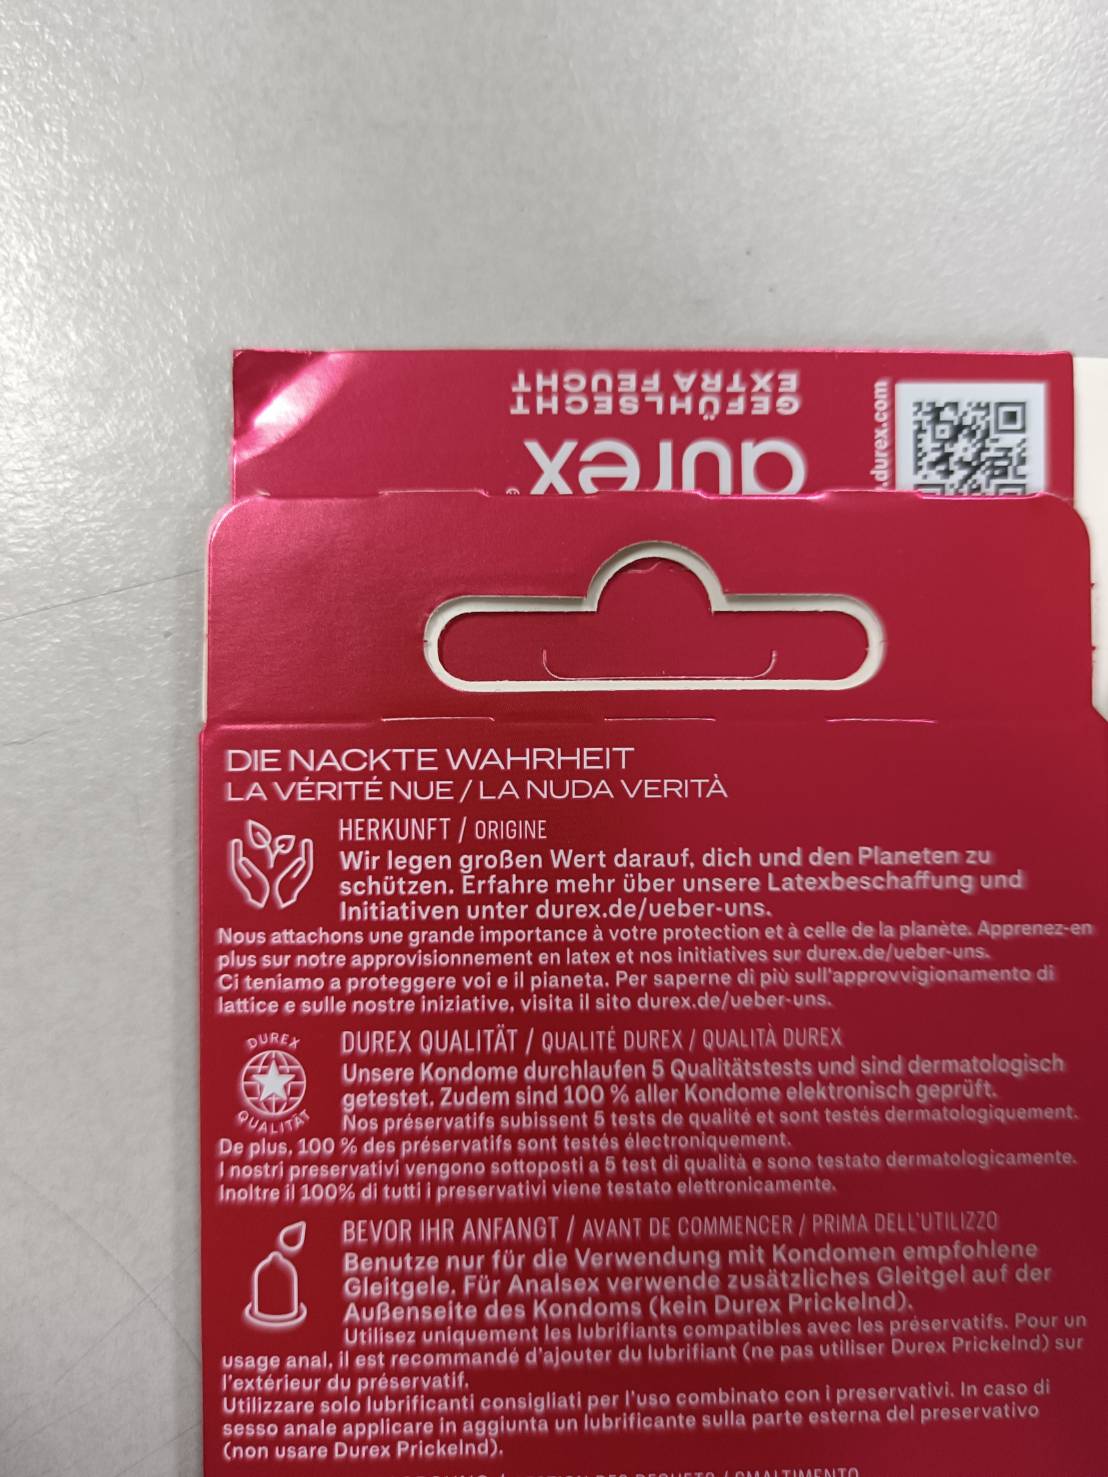 GEFÜHLSECHT
EXTRA FEUCHT
durex®
.durex.com
DIE NACKTE WAHRHEIT
LA VÉRITÉ NUE / LA NUDA VERITÀ
HERKUNFT / ORIGINE
Wir legen großen Wert darauf, dich und den Planeten zu
schützen. Erfahre mehr über unsere Latexbeschaffung und
Initiativen unter durex.de/ueber-uns.
Nous attachons une grande importance à votre protection et à celle de la planète. Apprenez-en
plus sur notre approvisionnement en latex et nos initiatives sur durex.de/ueber-uns.
Ci teniamo a proteggere voi e il pianeta. Per saperne di più sull'approvvigionamento di
lattice e sulle nostre iniziative, visita il sito durex.de/ueber-uns.
DUREX
QUALITÄT
DUREX QUALITÄT / QUALITÉ DUREX / QUALITÀ DUREX
Unsere Kondome durchlaufen 5 Qualitätstests und sind dermatologisch
getestet. Zudem sind 100 % aller Kondome elektronisch geprüft.
Nos préservatifs subissent 5 tests de qualité et sont testés dermatologiquement.
De plus, 100 % des préservatifs sont testés électroniquement.
I nostri preservativi vengono sottoposti a 5 test di qualità e sono testato dermatologicamente.
Inoltre il 100% di tutti i preservativi viene testato elettronicamente.
BEVOR IHR ANFANGT / AVANT DE COMMENCER / PRIMA DELL'UTILIZZO
Benutze nur für die Verwendung mit Kondomen empfohlene
Gleitgele. Für Analsex verwende zusätzliches Gleitgel auf der
Außenseite des Kondoms (kein Durex Prickelnd).
Utilisez uniquement les lubrifiants compatibles avec les préservatifs. Pour un
usage anal, il est recommandé d'ajouter du lubrifiant (ne pas utiliser Durex Prickelnd) sur
l'extérieur du préservatif.
Utilizzare solo lubrificanti consigliati per l'uso combinato con i preservativi. In caso di
sesso anale applicare in aggiunta un lubrificante sulla parte esterna del preservativo
(non usare Durex Prickelnd).